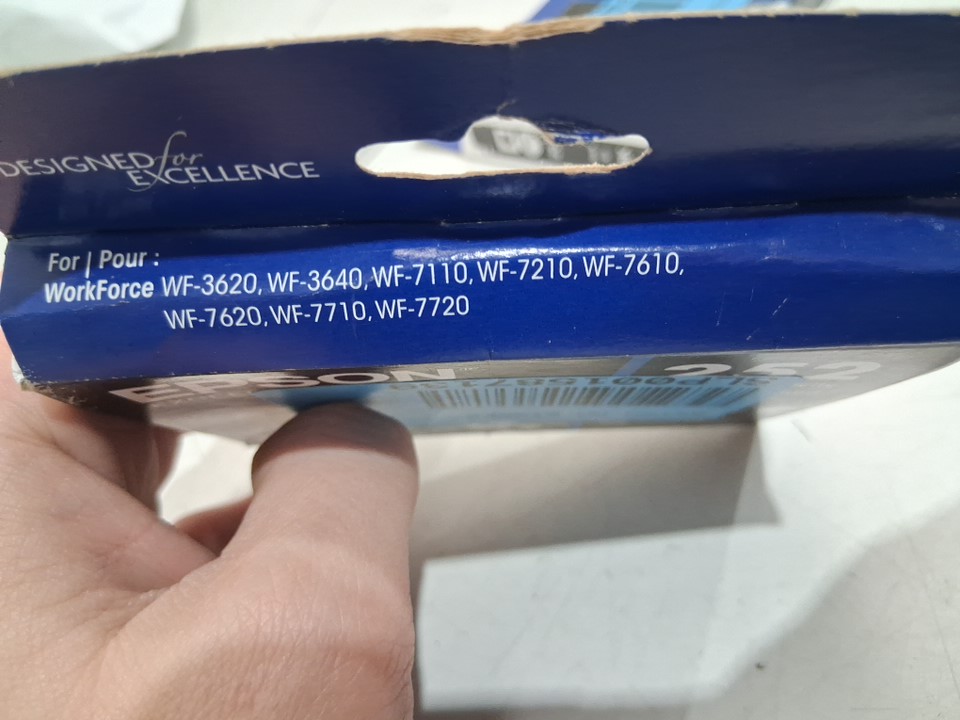 DESIGNED for
EXCELLENCE
For | Pour :
WorkForce WF-3620, WF-3640, WF-7110, WF-7210, WF-7610,
WF-7620, WF-7710, WF-7720
EPSON 252